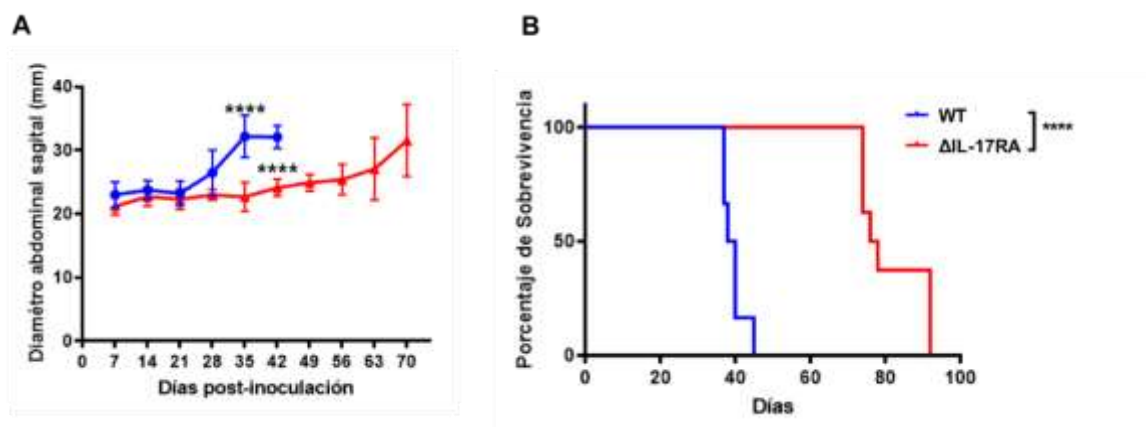 A
Diamétro abdominal sagital (mm)
40
30
20
10
0
0 7 14 21 28 35 42 49 56 63 70
Días post-inoculación
****
****
B
Porcentaje de Sobrevivencia
100
50
0
0 20 40 60 80 100
Días
WT
ΔIL-17RA
****